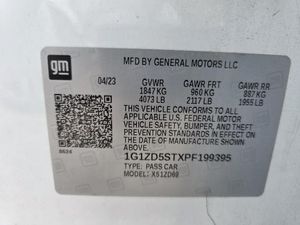 gm
MFD BY GENERAL MOTORS LLC
04/23 GVWR GAWR FRT GAWR RR
1847 KG 960 KG 887 KG
4073 LB 2117 LB 1955 LB
THIS VEHICLE CONFORMS TO ALL
APPLICABLE U.S. FEDERAL MOTOR
VEHICLE SAFETY, BUMPER, AND THEFT
PREVENTION STANDARDS IN EFFECT
ON THE DATE OF MANUFACTURE
SHOWN ABOVE.
8624
1G1ZD5STXPF199395
TYPE: PASS CAR
MODEL: